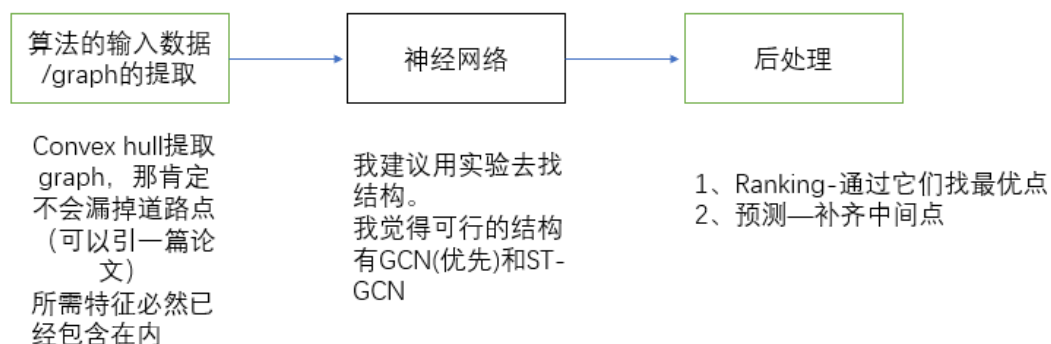 算法的输入数据
/graph的提取
神经网络
后处理
Convex hull提取
graph，那肯定
不会漏掉道路点
（可以引一篇论
文）
所需特征必然已
经包含在内
我建议用实验去找
结构。
我觉得可行的结构
有GCN(优先)和ST-
GCN
1、Ranking-通过它们找最优点
2、预测—补齐中间点